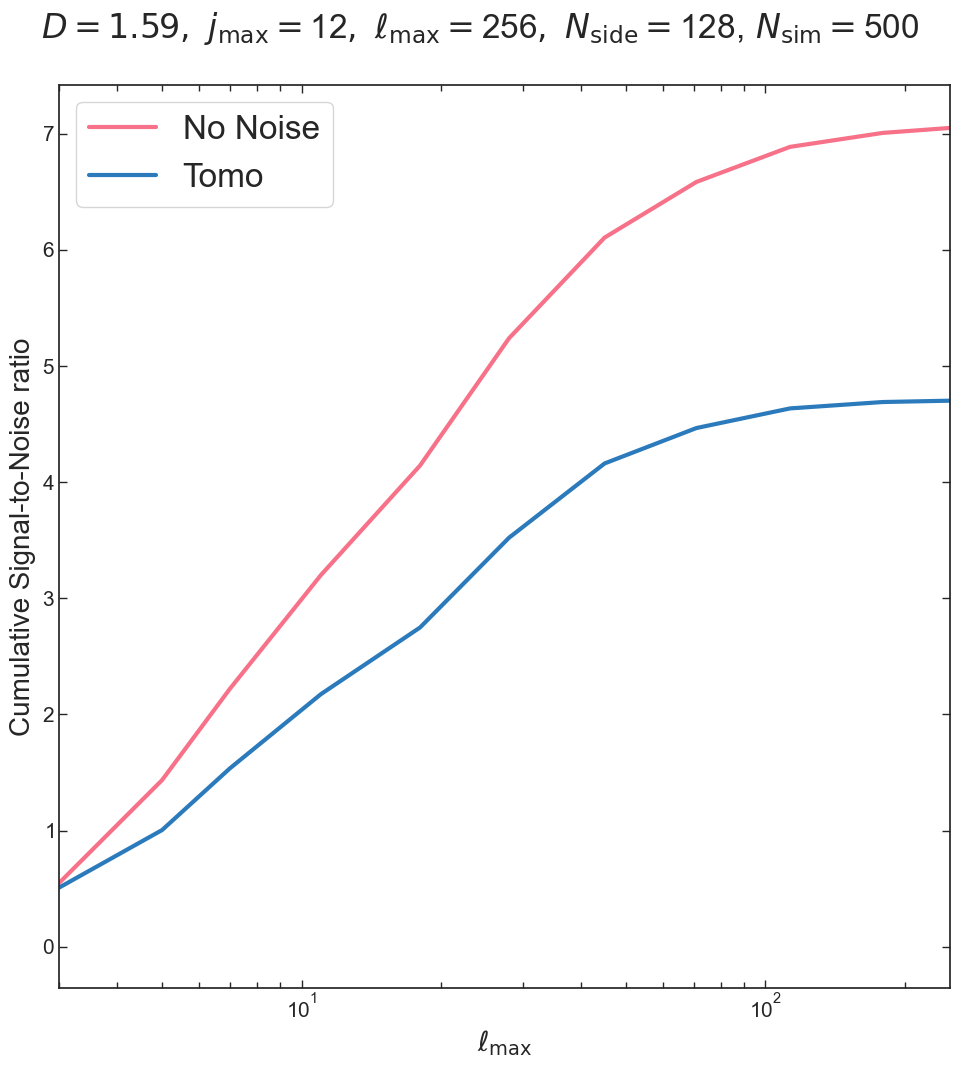 D = 1.59, j_max = 12, ℓ_max = 256, N_side = 128, N_sim = 500
No Noise
Tomo
7
6
5
4
3
2
1
0
Cumulative Signal-to-Noise ratio
10^1 10^2
ℓ_max